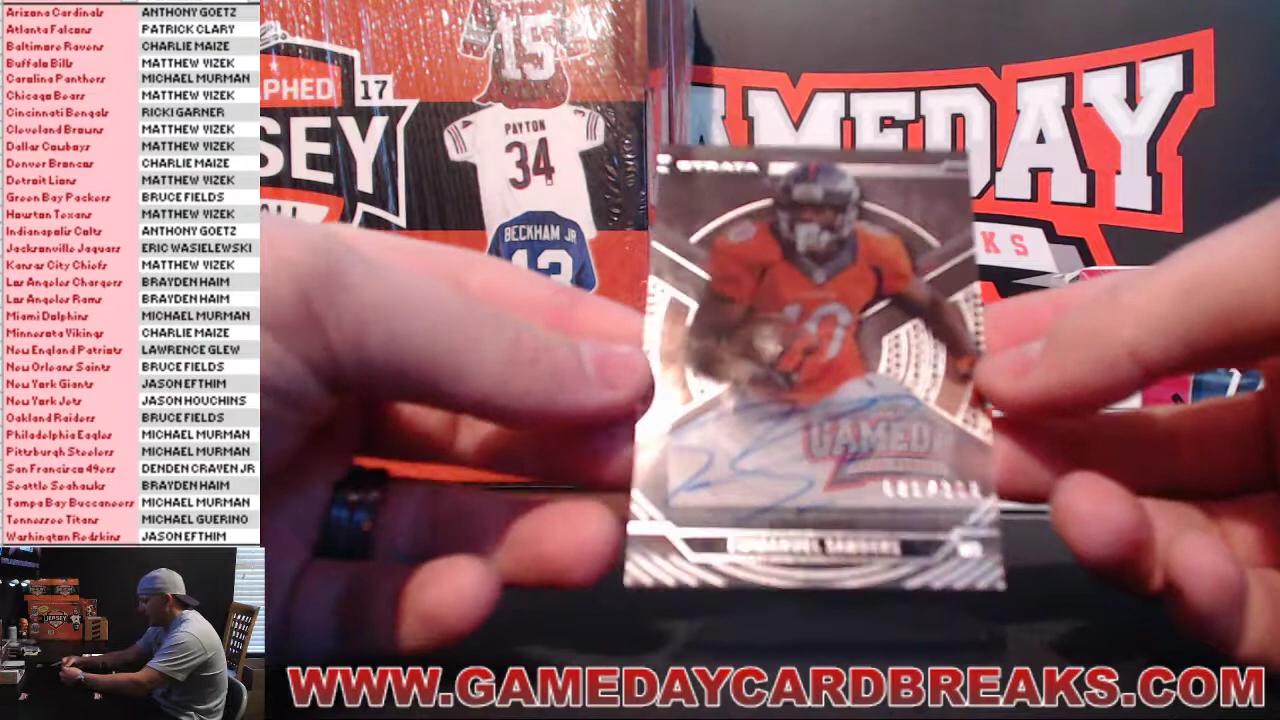 Arizona Cardinals ANTHONY GOETZ
Atlanta Falcons PATRICK CLARY
Baltimore Ravens CHARLIE MAIZE
Buffalo Bills MATTHEW VIZEK
Carolina Panthers MICHAEL MURMAN
Chicago Bears MATTHEW VIZEK
Cincinnati Bengals RICKI GARNER
Cleveland Browns MATTHEW VIZEK
Dallas Cowboys MATTHEW VIZEK
Denver Broncos CHARLIE MAIZE
Detroit Lions MATTHEW VIZEK
Green Bay Packers BRUCE FIELDS
Houston Texans MATTHEW VIZEK
Indianapolis Colts ANTHONY GOETZ
Jacksonville Jaguars ERIC WASIELEWSKI
Kansas City Chiefs MATTHEW VIZEK
Los Angeles Chargers BRAYDEN HAIM
Los Angeles Rams BRAYDEN HAIM
Miami Dolphins MICHAEL MURMAN
Minnesota Vikings CHARLIE MAIZE
New England Patriots LAWRENCE GLEW
New Orleans Saints BRUCE FIELDS
New York Giants JASON EFTHIM
New York Jets JASON HOUCHINS
Oakland Raiders BRUCE FIELDS
Philadelphia Eagles MICHAEL MURMAN
Pittsburgh Steelers MICHAEL MURMAN
San Francisco 49ers DENDEN CRAVEN JR
Seattle Seahawks BRAYDEN HAIM
Tampa Bay Buccaneers MICHAEL MURMAN
Tennessee Titans MICHAEL GUERINO
Washington Redskins JASON EFTHIM
PHED 17
SEY
15
PAYTON
34
BECKHAM JR
13
AMEDAY
KS
STRATA
10
GAMED
SANDERS
JERSEY
WWW.GAMEDAYCARDBREAKS.COM